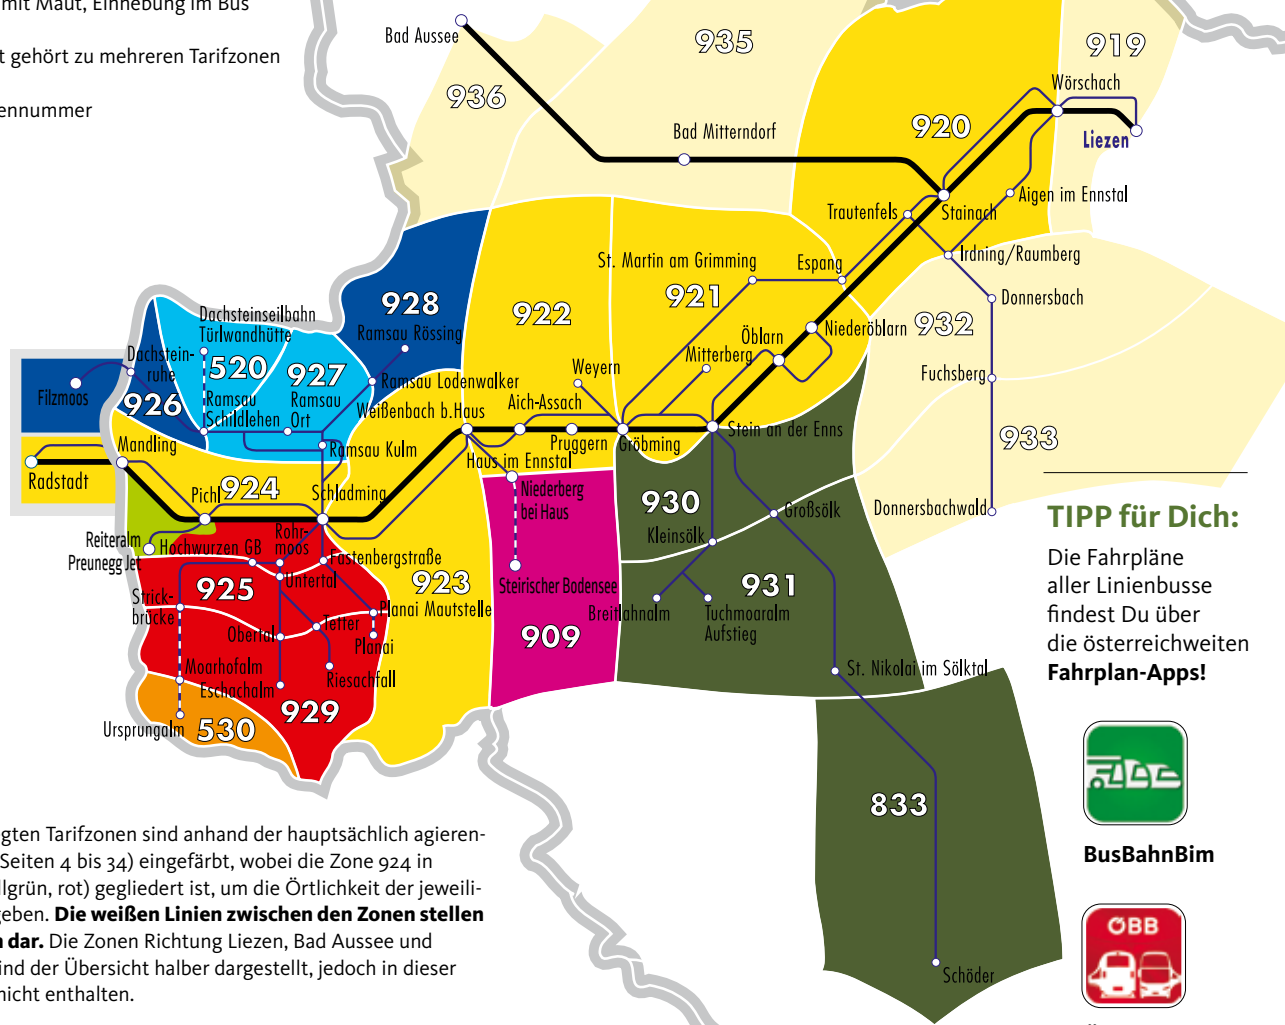 mit Maut, Einhebung im Bus
t gehört zu mehreren Tarifzonen
ennummer
Bad Aussee
935
919
936
Wörschach
920
Bad Mitterndorf
Liezen
Aigen im Ennstal
Trautenfels
Stainach
St. Martin am Grimming
Espang
Irdning/Raumberg
928
921
922
Donnersbach
Dachsteinseilbahn
Türlwandhütte
Ramsau Rössing
Öblarn
Niederöblarn
932
Dachstein-
ruhe
520
927
Mitterberg
Weyern
Fuchsberg
Filzmoos
926
Ramsau
Schildlehen
Ramsau
Ort
Ramsau Lodenwalker
Aich-Assach
Weißenbach b.Haus
Mandling
Ramsau Kulm
Pruggern
Gröbming
Stein an der Enns
933
Haus im Ennstal
Radstadt
Pichl
924
Schladming
Niederberg
bei Haus
930
Großsölk
Donnersbachwald
Reiteralm
Preunegg Jet
Hochwurzen GB
Rohr-
moos
Kleinsölk
Fastenbergstraße
925
Untertal
923
Steirischer Bodensee
931
Strick-
brücke
Planai Mautstelle
Breitlahnalm
Tuchmoaralm
Aufstieg
Obertal
Tetter
Planai
909
Moarhofalm
Eschachalm
Riesachfall
St. Nikolai im Sölktal
Ursprungalm
530
929
833
Schöder
TIPP für Dich:
Die Fahrpläne
aller Linienbusse
findest Du über
die österreichweiten
Fahrplan-Apps!
BusBahnBim
ÖBB
gten Tarifzonen sind anhand der hauptsächlich agieren-
Seiten 4 bis 34) eingefärbt, wobei die Zone 924 in
llgrün, rot) gegliedert ist, um die Örtlichkeit der jeweili-
geben. Die weißen Linien zwischen den Zonen stellen
n dar. Die Zonen Richtung Liezen, Bad Aussee und
ind der Übersicht halber dargestellt, jedoch in dieser
nicht enthalten.